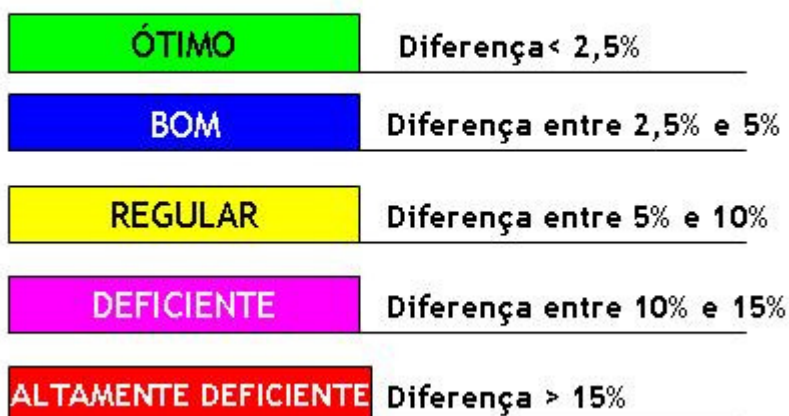 ÓTIMO Diferença< 2,5%
BOM Diferença entre 2,5% e 5%
REGULAR Diferença entre 5% e 10%
DEFICIENTE Diferença entre 10% e 15%
ALTAMENTE DEFICIENTE Diferença > 15%